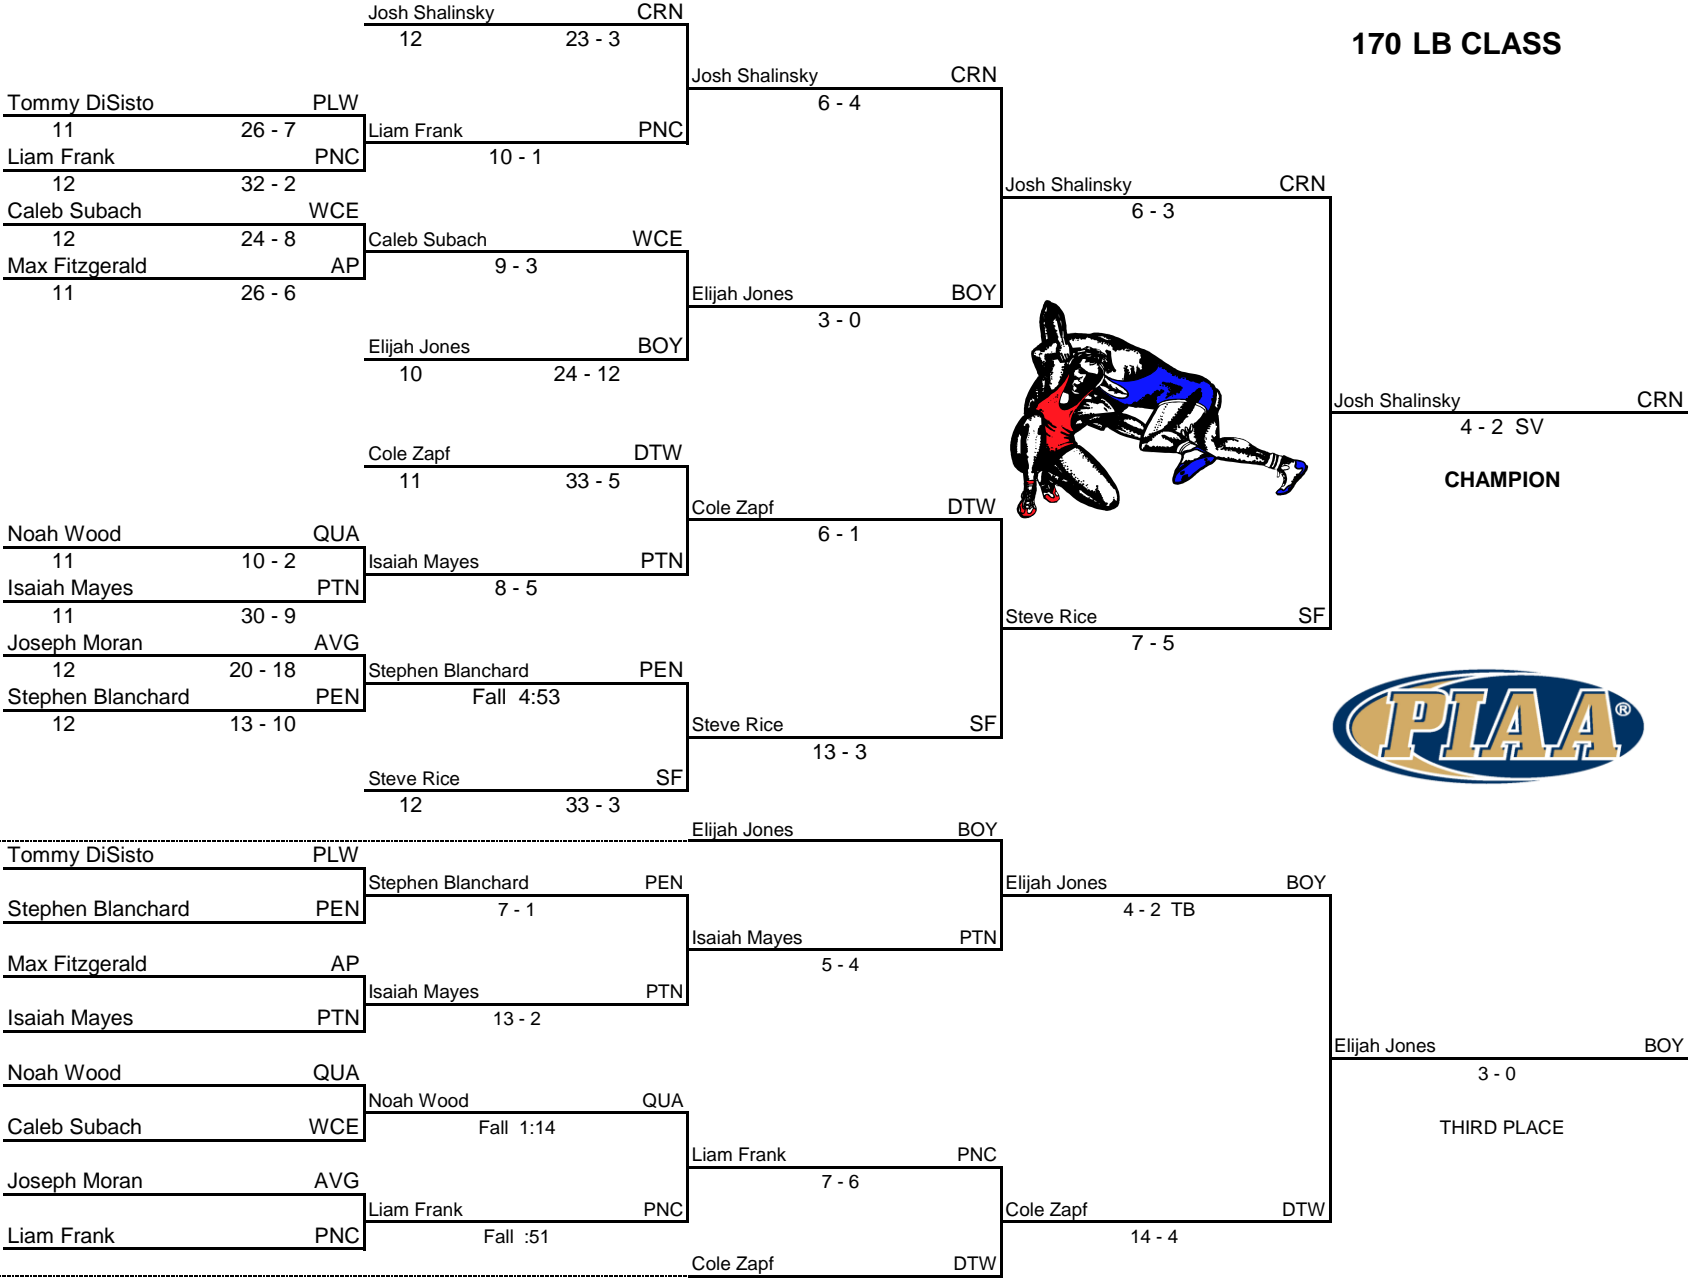 Josh Shalinsky CRN
12 23 - 3
170 LB CLASS
Josh Shalinsky CRN
6 - 4
Tommy DiSisto PLW
11 26 - 7
Liam Frank PNC
10 - 1
Liam Frank PNC
12 32 - 2
Josh Shalinsky CRN
6 - 3
Caleb Subach WCE
12 24 - 8
Caleb Subach WCE
9 - 3
Max Fitzgerald AP
11 26 - 6
Elijah Jones BOY
3 - 0
Elijah Jones BOY
10 24 - 12
Josh Shalinsky CRN
4 - 2 SV
CHAMPION
Cole Zapf DTW
11 33 - 5
Cole Zapf DTW
6 - 1
Noah Wood QUA
11 10 - 2
Isaiah Mayes PTN
8 - 5
Isaiah Mayes PTN
11 30 - 9
Steve Rice SF
7 - 5
Joseph Moran AVG
12 20 - 18
Stephen Blanchard PEN
Fall 4:53
Stephen Blanchard PEN
12 13 - 10
Steve Rice SF
13 - 3
PIAA®
Steve Rice SF
12 33 - 3
Elijah Jones BOY
Tommy DiSisto PLW
Stephen Blanchard PEN
7 - 1
Elijah Jones BOY
4 - 2 TB
Stephen Blanchard PEN
Isaiah Mayes PTN
5 - 4
Max Fitzgerald AP
Isaiah Mayes PTN
13 - 2
Isaiah Mayes PTN
Elijah Jones BOY
3 - 0
THIRD PLACE
Noah Wood QUA
Noah Wood QUA
Fall 1:14
Caleb Subach WCE
Liam Frank PNC
7 - 6
Joseph Moran AVG
Liam Frank PNC
Fall :51
Cole Zapf DTW
14 - 4
Liam Frank PNC
Cole Zapf DTW